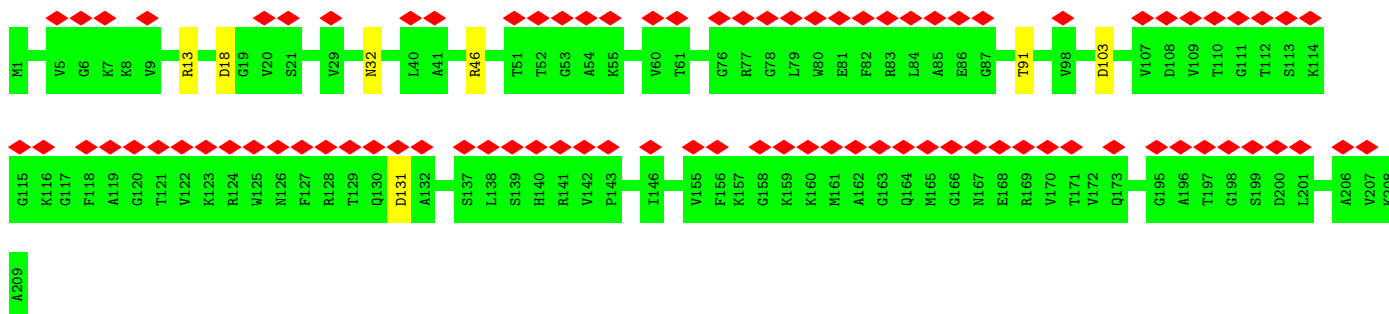 M1 V5 G6 K7 K8 V9 R13 D18 G19 V20 S21 V29 N32 L40 A41 R46 T51 T52 G53 A54 K55 V60 T61 G76 R77 G78 L79 W80 E81 F82 R83 L84 A85 E86 G87 T91 V98 D103 V107 D108 V109 T110 G111 T112 S113 K114
G115 K116 G117 F118 A119 G120 T121 V122 K123 R124 W125 N126 F127 R128 T129 Q130 D131 A132 S137 L138 S139 H140 R141 V142 P143 I146 V155 F156 K157 G158 K159 K160 M161 A162 G163 Q164 M165 G166 N167 E168 R169 V170 T171 V172 Q173 G195 A196 T197 G198 S199 D200 L201 A206 V207 K208
A209